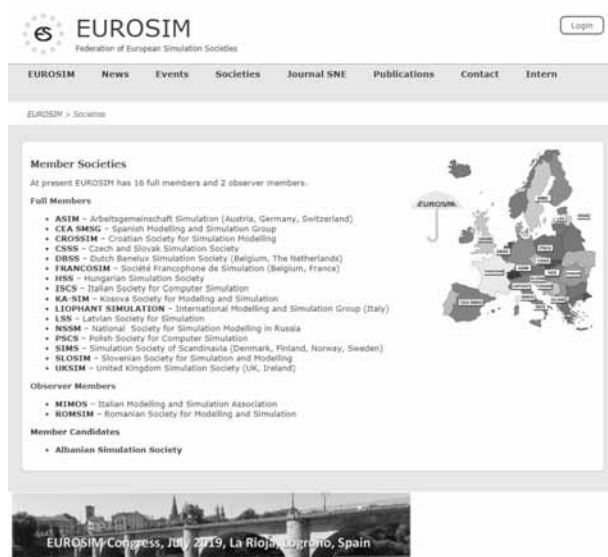 EUROSIM
Federation of European Simulation Societies
Login
EUROSIM News Events Societies Journal SNE Publications Contact Intern
EUROSIM > Societies
Member Societies
At present EUROSIM has 16 full members and 2 observer members.
Full Members
• ASIM – Arbeitsgemeinschaft Simulation (Austria, Germany, Switzerland)
• CEA SMSG – Spanish Modelling and Simulation Group
• CROSSIM – Croatian Society for Simulation Modelling
• CSSS – Czech and Slovak Simulation Society
• DBSS – Dutch Benelux Simulation Society (Belgium, The Netherlands)
• FRANCOSIM – Société Francophone de Simulation (Belgium, France)
• HSS – Hungarian Simulation Society
• ISCS – Italian Society for Computer Simulation
• KA-SIM – Kosova Society for Modeling and Simulation
• LIOPHANT SIMULATION – International Modelling and Simulation Group (Italy)
• LSS – Latvian Society for Simulation
• NSSM – National Society for Simulation Modelling in Russia
• PSCS – Polish Society for Computer Simulation
• SIMS – Simulation Society of Scandinavia (Denmark, Finland, Norway, Sweden)
• SLOSIM – Slovenian Society for Simulation and Modelling
• UKSIM – United Kingdom Simulation Society (UK, Ireland)
Observer Members
• MIMOS – Italian Modelling and Simulation Association
• ROMSIM – Romanian Society for Modelling and Simulation
Member Candidates
• Albanian Simulation Society
EUROSIM
EUROSIM Congress, July 2019, La Rioja, Logroño, Spain